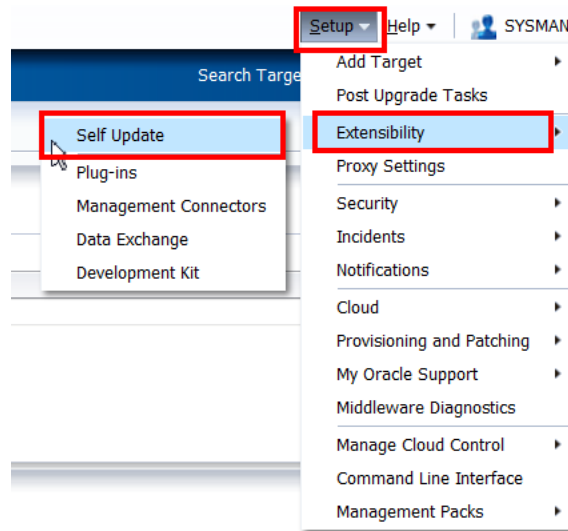 Setup Help SYSMAN
Search Targe
Add Target
Post Upgrade Tasks
Extensibility
Proxy Settings
Security
Incidents
Notifications
Cloud
Provisioning and Patching
My Oracle Support
Middleware Diagnostics
Manage Cloud Control
Command Line Interface
Management Packs
Self Update
Plug-ins
Management Connectors
Data Exchange
Development Kit